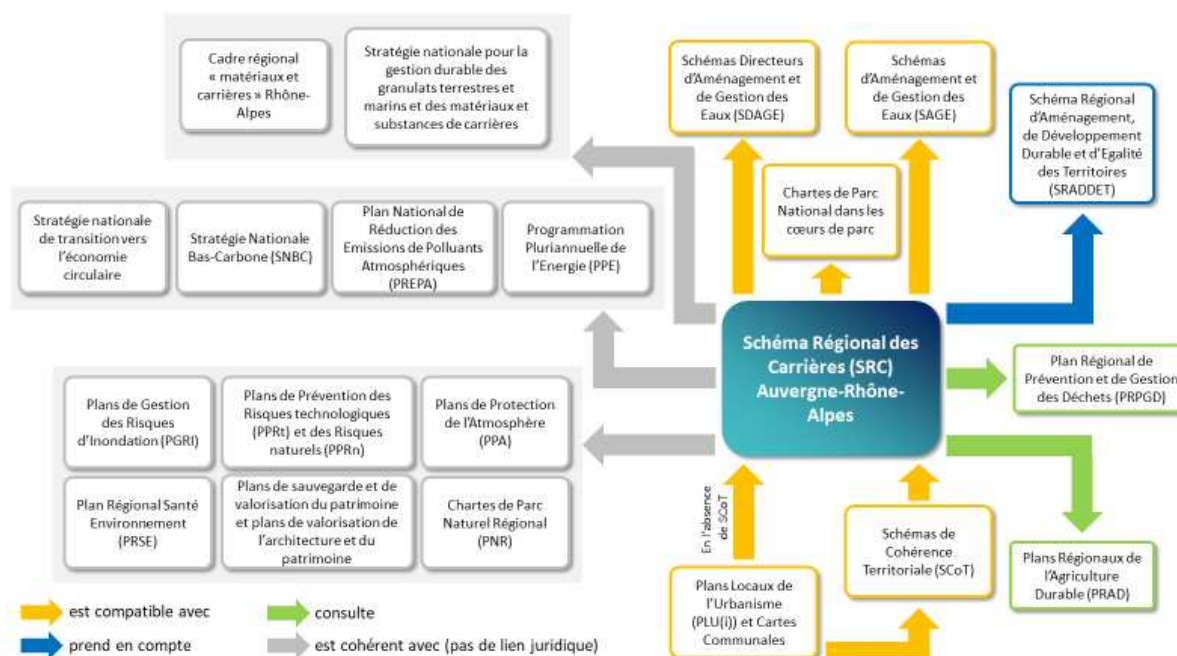 Cadre régional
« matériaux et
carrières » Rhône-
Alpes
Stratégie nationale pour la
gestion durable des
granulats terrestres et
marins et des matériaux et
substances de carrières
Schémas Directeurs
d'Aménagement et
de Gestion des
Eaux (SDAGE)
Schémas
d'Aménagement et
de Gestion des
Eaux (SAGE)
Schéma Régional
d'Aménagement,
de Développement
Durable et d'Egalité
des Territoires
(SRADDET)
Chartes de Parc
National dans les
cœurs de parc
Stratégie nationale
de transition vers
l'économie
circulaire
Stratégie Nationale
Bas-Carbone (SNBC)
Plan National de
Réduction des
Emissions de Polluants
Atmosphériques
(PREPA)
Programmation
Pluriannuelle de
l'Energie (PPE)
Schéma Régional des
Carrières (SRC)
Auvergne-Rhône-
Alpes
Plan Régional de
Prévention et de Gestion
des Déchets (PRPGD)
Plans de Gestion
des Risques
d'Inondation (PGRI)
Plans de Prévention des
Risques technologiques
(PPRt) et des Risques
naturels (PPRn)
Plans de Protection
de l'Atmosphère
(PPA)
Plan Régional Santé
Environnement
(PRSE)
Plans de sauvegarde et de
valorisation du patrimoine
et plans de valorisation de
l'architecture et du
patrimoine
Chartes de Parc
Naturel Régional
(PNR)
En l'absence
de SCoT
Schémas de
Cohérence
Territoriale (SCoT)
Plans Régionaux de
l'Agriculture
Durable (PRAD)
Plans Locaux de
l'Urbanisme
(PLU(i)) et Cartes
Communales
est compatible avec
consulte
prend en compte
est cohérent avec (pas de lien juridique)